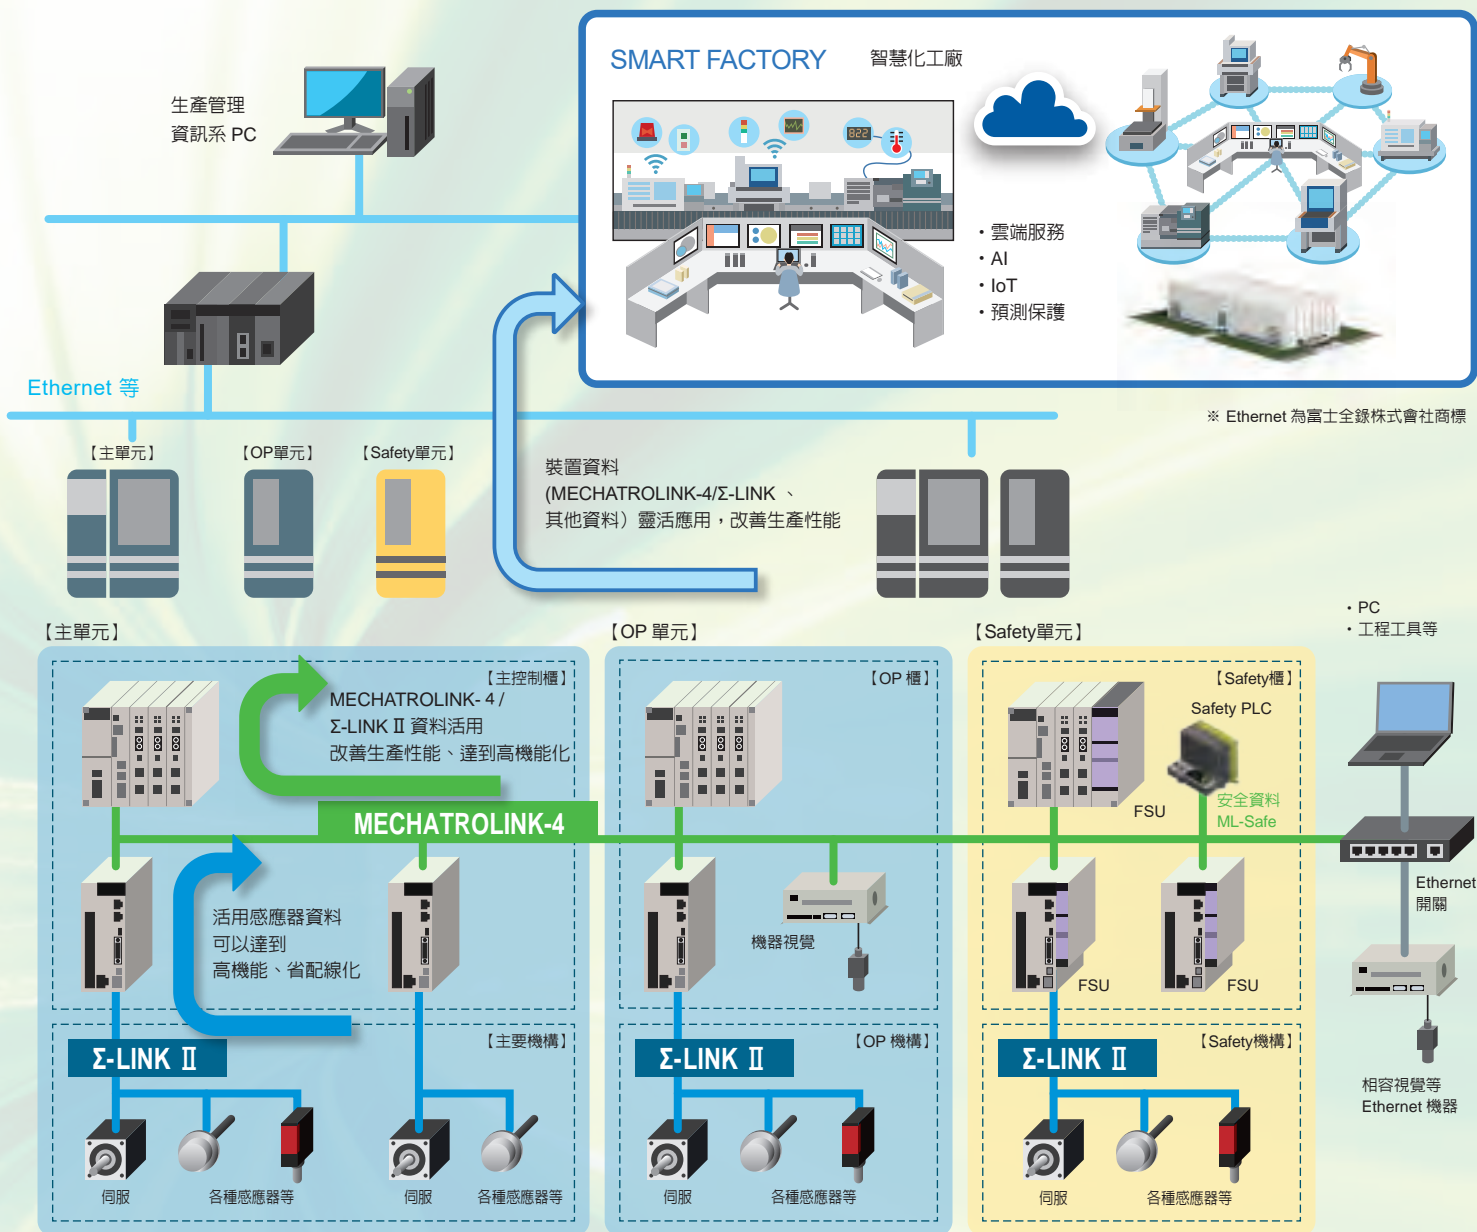 SMART FACTORY 智慧化工廠
822
・雲端服務
・AI
・IoT
・預測保護
生產管理
資訊系 PC
Ethernet 等
※ Ethernet 為富士全錄株式會社商標
【主單元】
【OP單元】
【Safety單元】
裝置資料
(MECHATROLINK-4/Σ-LINK 、
其他資料）靈活應用，改善生產性能
【主單元】
【主控制櫃】
MECHATROLINK- 4 /
Σ-LINK Ⅱ 資料活用
改善生產性能、達到高機能化
MECHATROLINK-4
活用感應器資料
可以達到
高機能、省配線化
【主要機構】
Σ-LINK Ⅱ
伺服
各種感應器等
伺服
各種感應器等
【OP 單元】
【OP 櫃】
機器視覺
【OP 機構】
Σ-LINK Ⅱ
伺服
各種感應器等
【Safety單元】
【Safety櫃】
Safety PLC
FSU
安全資料
ML-Safe
FSU
FSU
【Safety機構】
Σ-LINK Ⅱ
伺服
各種感應器等
・PC
・工程工具等
Ethernet
開關
相容視覺等
Ethernet 機器